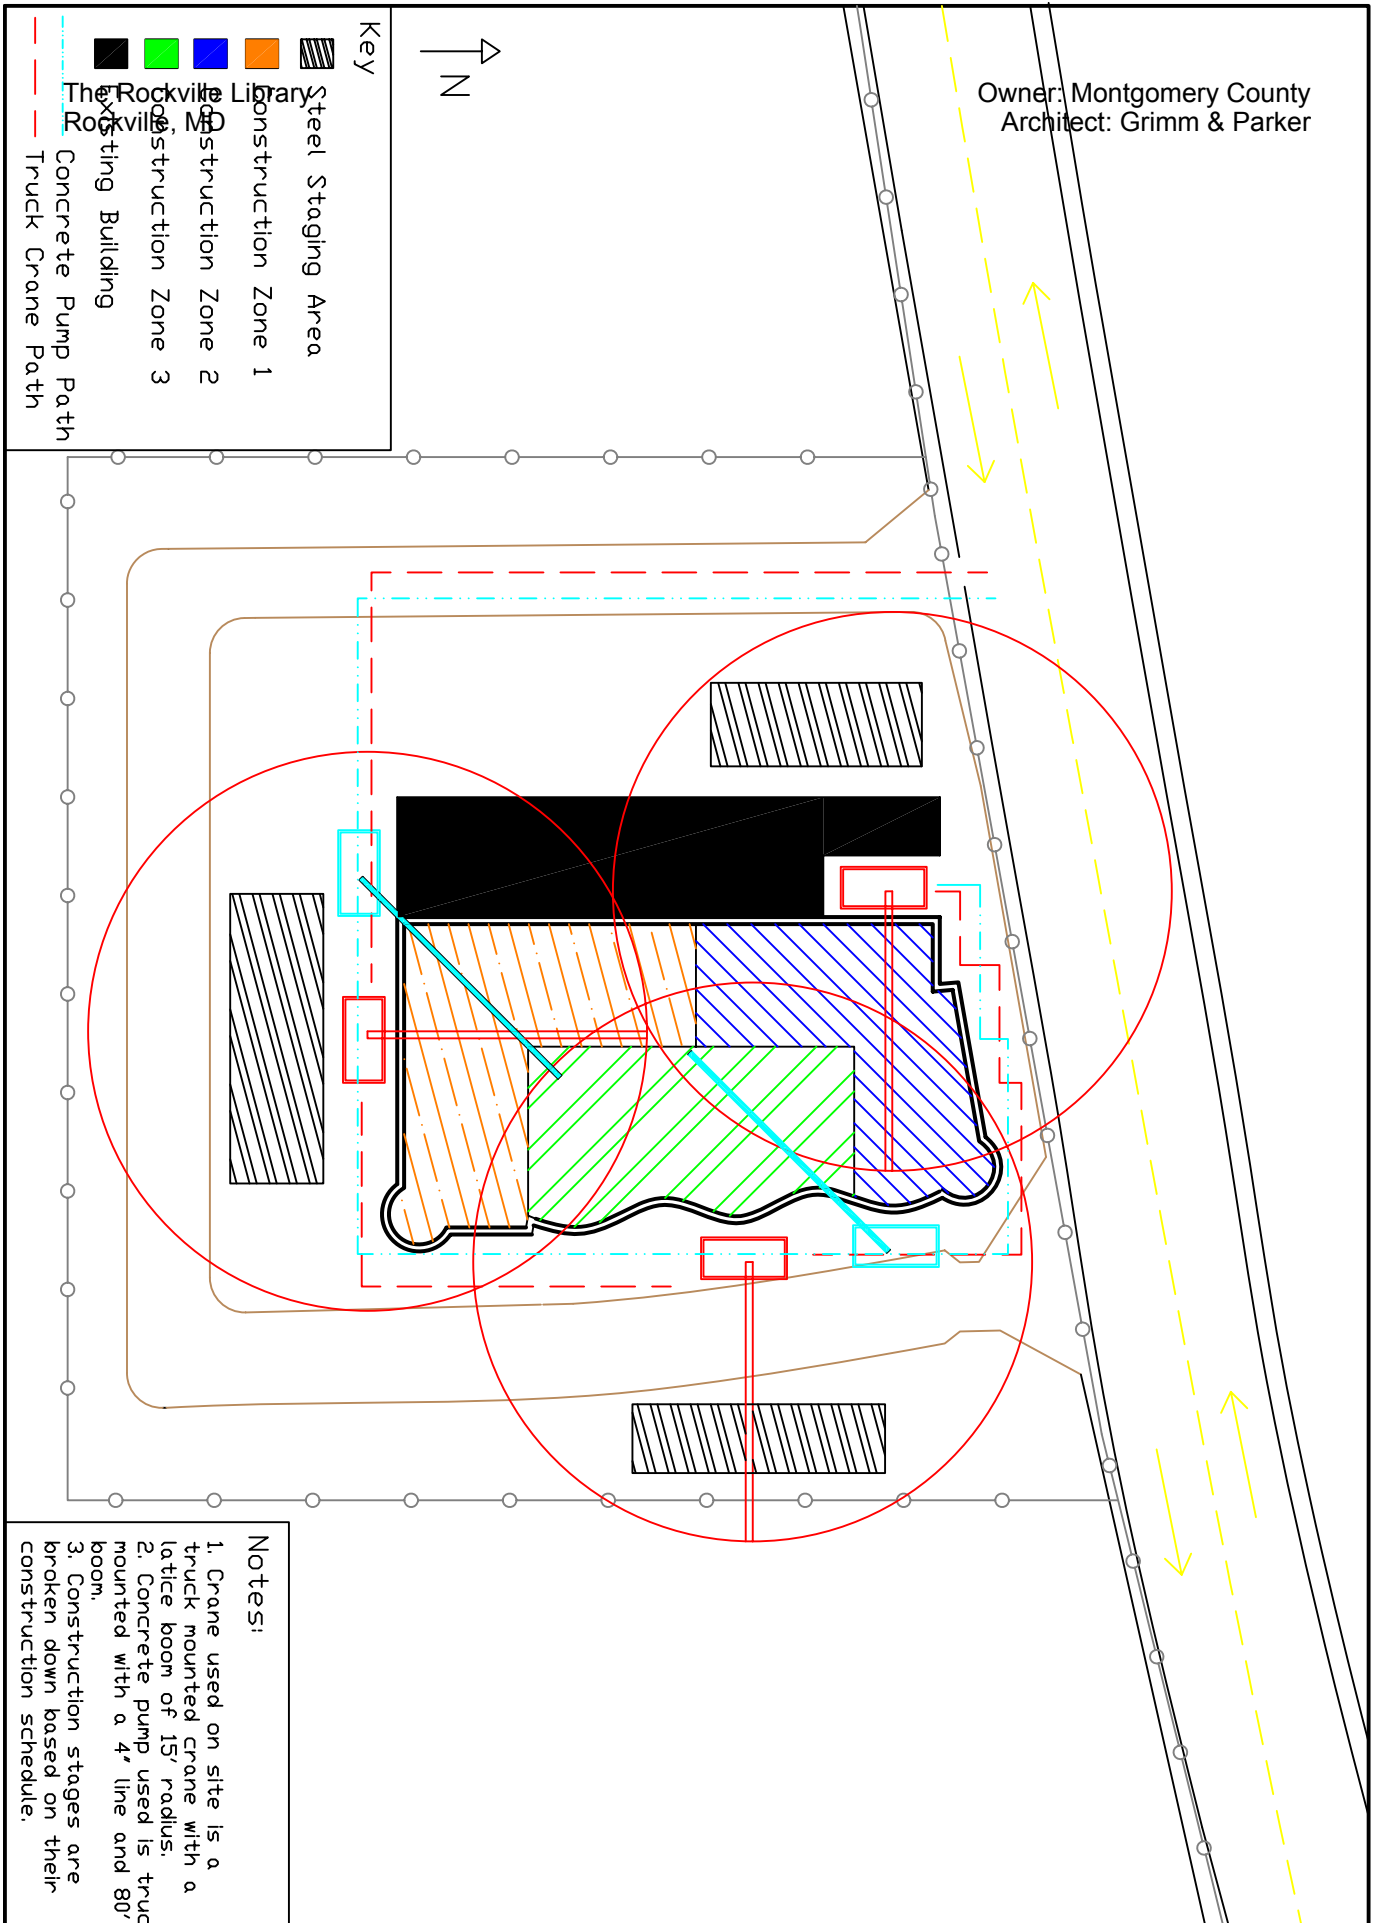 The Rockville Library
Rockville, MD
Owner: Montgomery County
Architect: Grimm & Parker
N
Key
Steel Staging Area
Construction Zone 1
Construction Zone 2
Construction Zone 3
Existing Building
Concrete Pump Path
Truck Crane Path
Notes:
1. Crane used on site is a
truck mounted crane with a
latice boom of 15' radius.
2. Concrete pump used is truc
mounted with a 4" line and 80'
boom.
3. Construction stages are
broken down based on their
construction schedule.